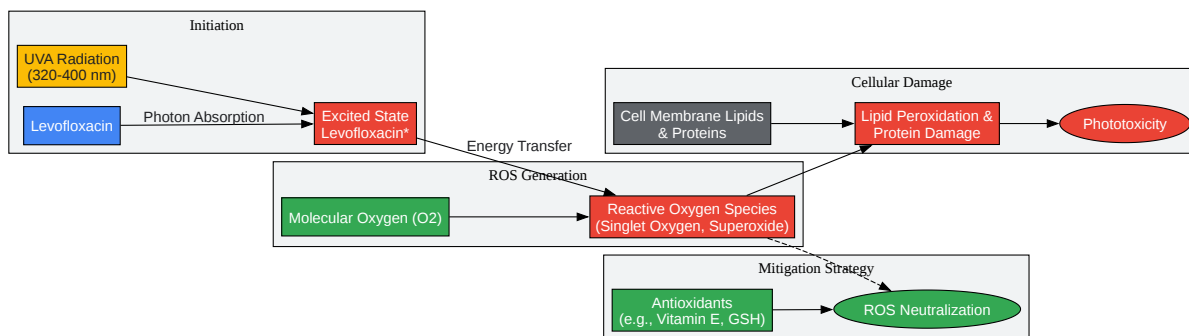 Initiation
UVA Radiation
(320-400 nm)
Levofloxacin
Photon Absorption
Excited State
Levofloxacin*
Energy Transfer
ROS Generation
Molecular Oxygen (O2)
Reactive Oxygen Species
(Singlet Oxygen, Superoxide)
Cellular Damage
Cell Membrane Lipids
& Proteins
Lipid Peroxidation &
Protein Damage
Phototoxicity
Mitigation Strategy
Antioxidants
(e.g., Vitamin E, GSH)
ROS Neutralization